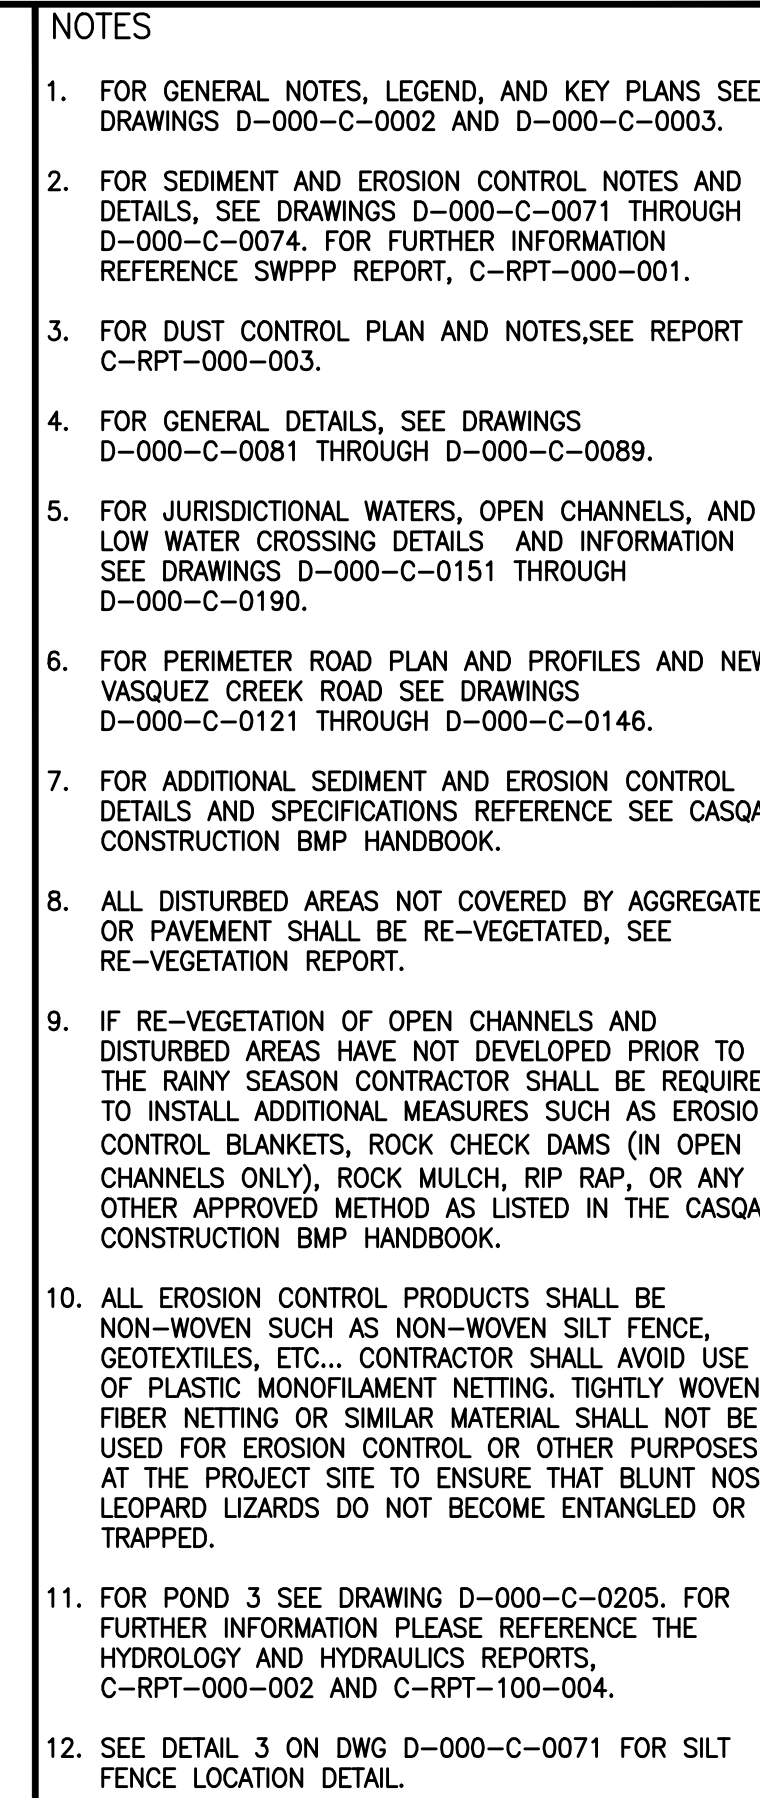 NOTES
1. FOR GENERAL NOTES, LEGEND, AND KEY PLANS SEE
DRAWINGS D-000-C-0002 AND D-000-C-0003.
2. FOR SEDIMENT AND EROSION CONTROL NOTES AND
DETAILS, SEE DRAWINGS D-000-C-0071 THROUGH
D-000-C-0074. FOR FURTHER INFORMATION
REFERENCE SWPPP REPORT, C-RPT-000-001.
3. FOR DUST CONTROL PLAN AND NOTES,SEE REPORT
C-RPT-000-003.
4. FOR GENERAL DETAILS, SEE DRAWINGS
D-000-C-0081 THROUGH D-000-C-0089.
5. FOR JURISDICTIONAL WATERS, OPEN CHANNELS, AND
LOW WATER CROSSING DETAILS AND INFORMATION
SEE DRAWINGS D-000-C-0151 THROUGH
D-000-C-0190.
6. FOR PERIMETER ROAD PLAN AND PROFILES AND NEW
VASQUEZ CREEK ROAD SEE DRAWINGS
D-000-C-0121 THROUGH D-000-C-0146.
7. FOR ADDITIONAL SEDIMENT AND EROSION CONTROL
DETAILS AND SPECIFICATIONS REFERENCE SEE CASQA
CONSTRUCTION BMP HANDBOOK.
8. ALL DISTURBED AREAS NOT COVERED BY AGGREGATE
OR PAVEMENT SHALL BE RE-VEGETATED, SEE
RE-VEGETATION REPORT.
9. IF RE-VEGETATION OF OPEN CHANNELS AND
DISTURBED AREAS HAVE NOT DEVELOPED PRIOR TO
THE RAINY SEASON CONTRACTOR SHALL BE REQUIRE
TO INSTALL ADDITIONAL MEASURES SUCH AS EROSIO
CONTROL BLANKETS, ROCK CHECK DAMS (IN OPEN
CHANNELS ONLY), ROCK MULCH, RIP RAP, OR ANY
OTHER APPROVED METHOD AS LISTED IN THE CASQA
CONSTRUCTION BMP HANDBOOK.
10. ALL EROSION CONTROL PRODUCTS SHALL BE
NON-WOVEN SUCH AS NON-WOVEN SILT FENCE,
GEOTEXTILES, ETC... CONTRACTOR SHALL AVOID USE
OF PLASTIC MONOFILAMENT NETTING. TIGHTLY WOVEN
FIBER NETTING OR SIMILAR MATERIAL SHALL NOT BE
USED FOR EROSION CONTROL OR OTHER PURPOSES
AT THE PROJECT SITE TO ENSURE THAT BLUNT NOS
LEOPARD LIZARDS DO NOT BECOME ENTANGLED OR
TRAPPED.
11. FOR POND 3 SEE DRAWING D-000-C-0205. FOR
FURTHER INFORMATION PLEASE REFERENCE THE
HYDROLOGY AND HYDRAULICS REPORTS,
C-RPT-000-002 AND C-RPT-100-004.
12. SEE DETAIL 3 ON DWG D-000-C-0071 FOR SILT
FENCE LOCATION DETAIL.